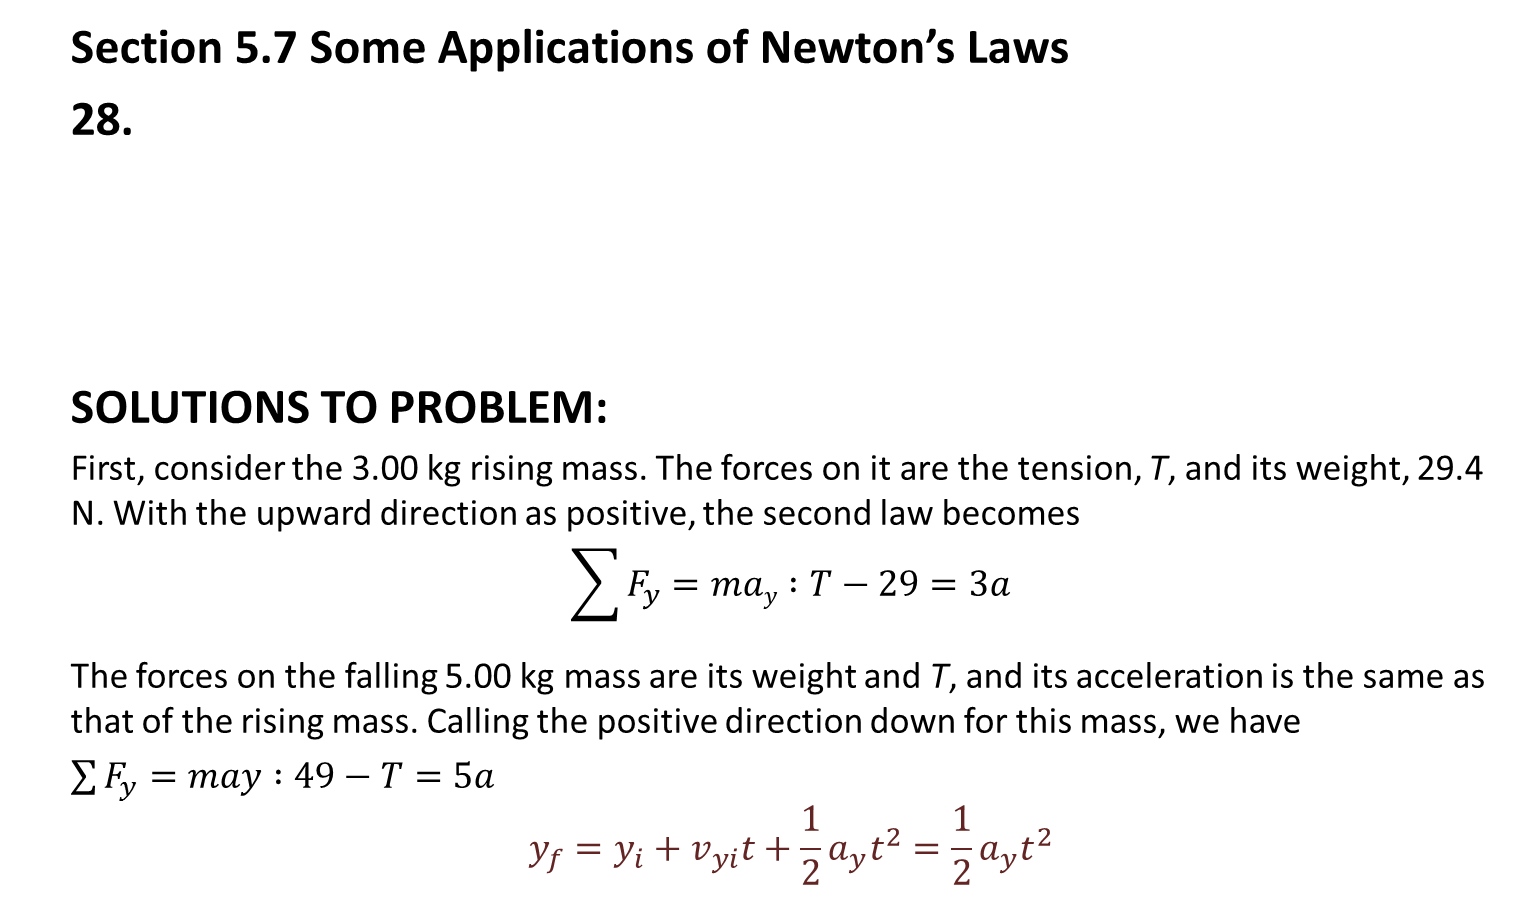 Section 5.7 Some Applications of Newton’s Laws
28.
SOLUTIONS TO PROBLEM:
First, consider the 3.00 kg rising mass. The forces on it are the tension, T, and its weight, 29.4
N. With the upward direction as positive, the second law becomes
∑ F_y = ma_y : T − 29 = 3a
The forces on the falling 5.00 kg mass are its weight and T, and its acceleration is the same as
that of the rising mass. Calling the positive direction down for this mass, we have
∑ F_y = may : 49 − T = 5a
y_f = y_i + v_{yi}t + \frac{1}{2} a_y t^2 = \frac{1}{2} a_y t^2